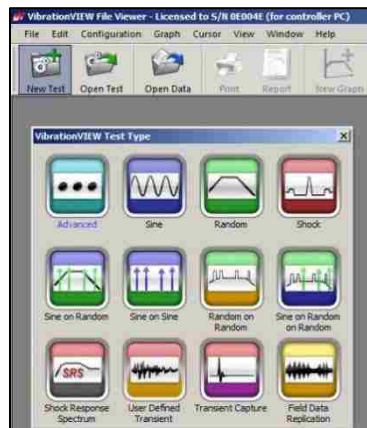 VibrationVIEW File Viewer - Licensed to S/N 0E004E (for controller PC)
File Edit Configuration Graph Cursor View Window Help
New Test Open Test Open Data Print Report New Graph
VibrationVIEW Test Type
Advanced Sine Random Shock
Sine on Random Sine on Sine Random on Random Sine on Random on Random
SRS
Shock Response Spectrum User Defined Transient Transient Capture Field Data Replication